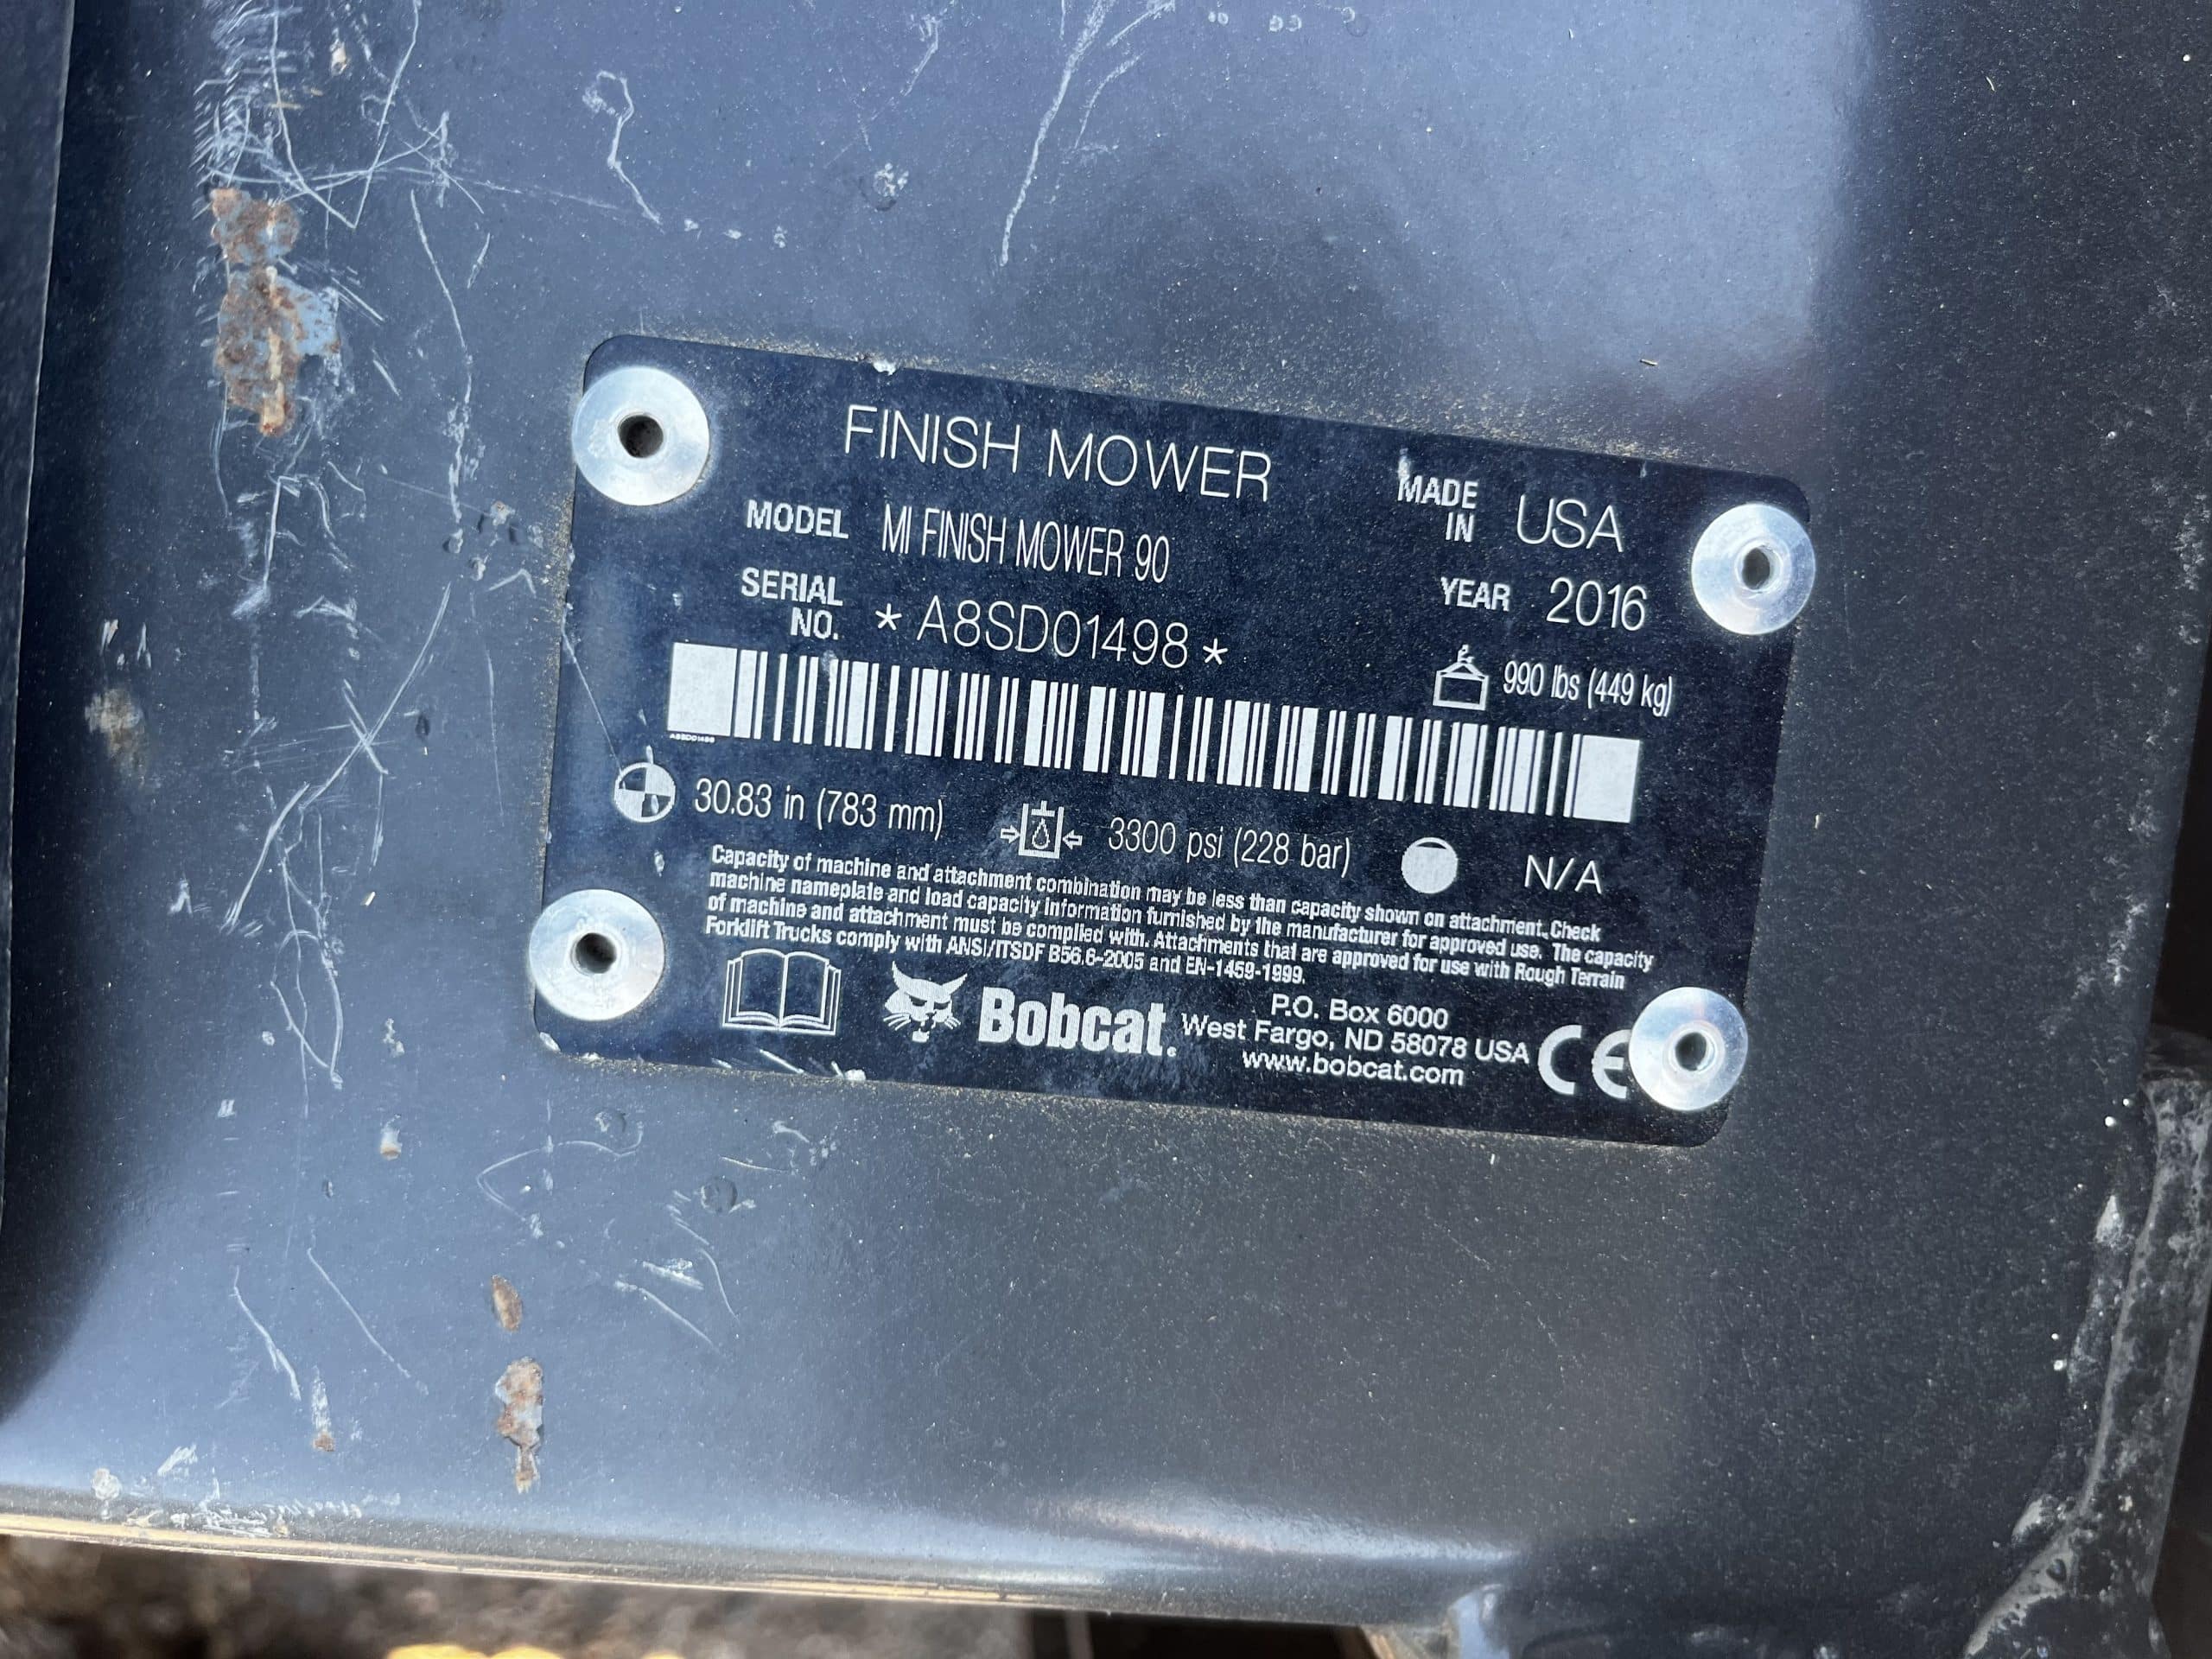 FINISH MOWER
MADE IN USA
MODEL MI FINISH MOWER 90
YEAR 2016
SERIAL NO. * A8SD01498 *
990 lbs (449 kg)
A8SD01498
30.83 in (783 mm)
3300 psi (228 bar)
N/A
Capacity of machine and attachment combination may be less than capacity shown on attachment. Check
machine nameplate and load capacity information furnished by the manufacturer for approved use. The capacity
of machine and attachment must be complied with. Attachments that are approved for use with Rough Terrain
Forklift Trucks comply with ANSI/ITSDF B56.6-2005 and EN-1459-1999.
Bobcat.
P.O. Box 6000
West Fargo, ND 58078 USA
www.bobcat.com
CE